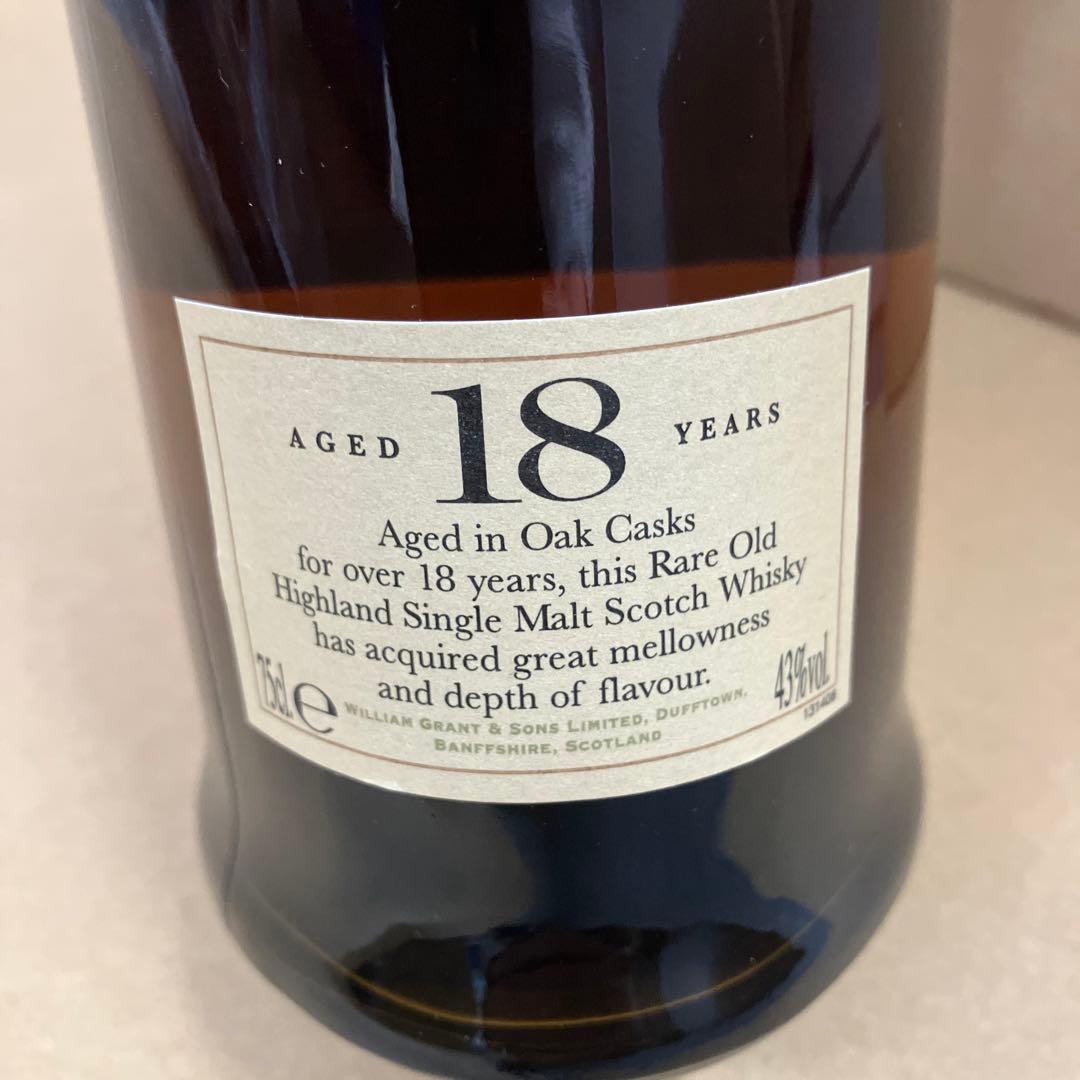 AGED 18 YEARS
Aged in Oak Casks
for over 18 years, this Rare Old
Highland Single Malt Scotch Whisky
has acquired great mellowness
and depth of flavour.
75cl. e
43%vol.
WILLIAM GRANT & SONS LIMITED, DUFFTOWN,
BANFFSHIRE, SCOTLAND